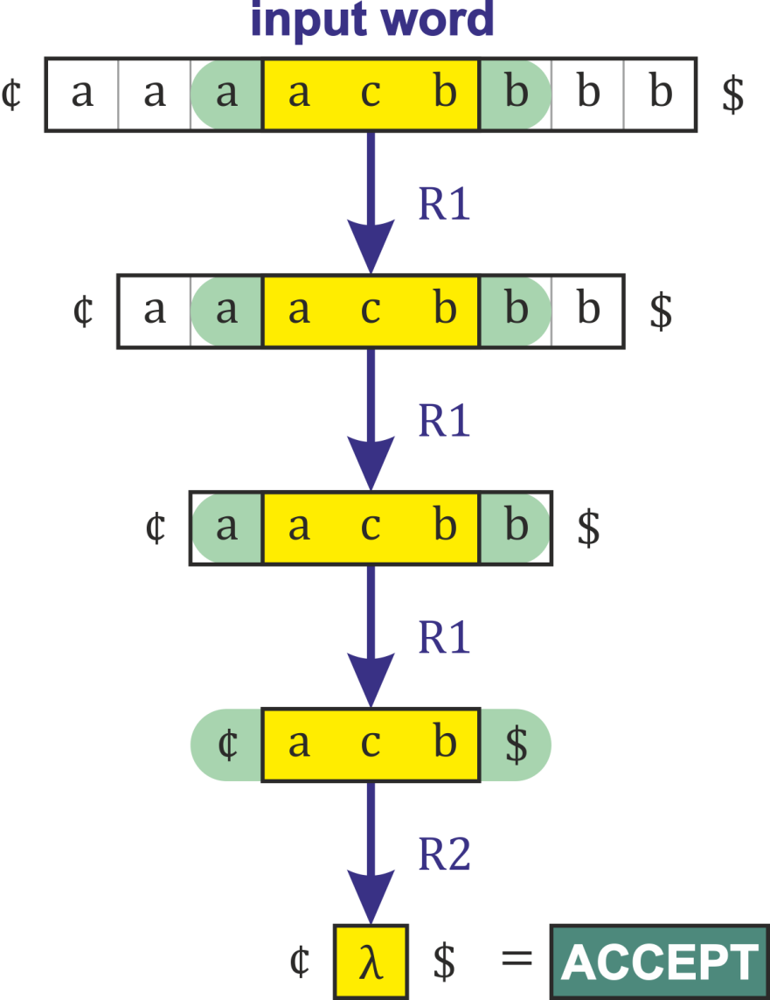 input word
¢ a a a a c b b b b $
R1
¢ a a a c b b b $
R1
¢ a a c b b $
R1
¢ a c b $
R2
¢ λ $ = ACCEPT